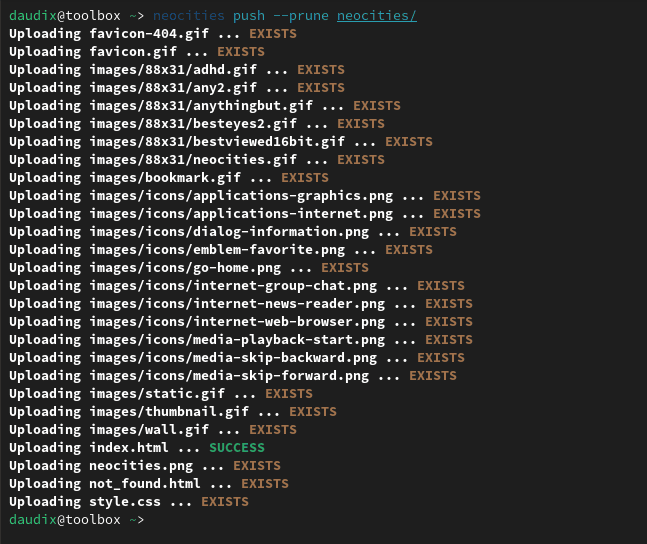 daudix@toolbox ~> neocities push --prune neocities/
Uploading favicon-404.gif ... EXISTS
Uploading favicon.gif ... EXISTS
Uploading images/88x31/adhd.gif ... EXISTS
Uploading images/88x31/any2.gif ... EXISTS
Uploading images/88x31/anythingbut.gif ... EXISTS
Uploading images/88x31/besteyes2.gif ... EXISTS
Uploading images/88x31/bestviewed16bit.gif ... EXISTS
Uploading images/88x31/neocities.gif ... EXISTS
Uploading images/bookmark.gif ... EXISTS
Uploading images/icons/applications-graphics.png ... EXISTS
Uploading images/icons/applications-internet.png ... EXISTS
Uploading images/icons/dialog-information.png ... EXISTS
Uploading images/icons/emblem-favorite.png ... EXISTS
Uploading images/icons/go-home.png ... EXISTS
Uploading images/icons/internet-group-chat.png ... EXISTS
Uploading images/icons/internet-news-reader.png ... EXISTS
Uploading images/icons/internet-web-browser.png ... EXISTS
Uploading images/icons/media-playback-start.png ... EXISTS
Uploading images/icons/media-skip-backward.png ... EXISTS
Uploading images/icons/media-skip-forward.png ... EXISTS
Uploading images/static.gif ... EXISTS
Uploading images/thumbnail.gif ... EXISTS
Uploading images/wall.gif ... EXISTS
Uploading index.html ... SUCCESS
Uploading neocities.png ... EXISTS
Uploading not_found.html ... EXISTS
Uploading style.css ... EXISTS
daudix@toolbox ~>